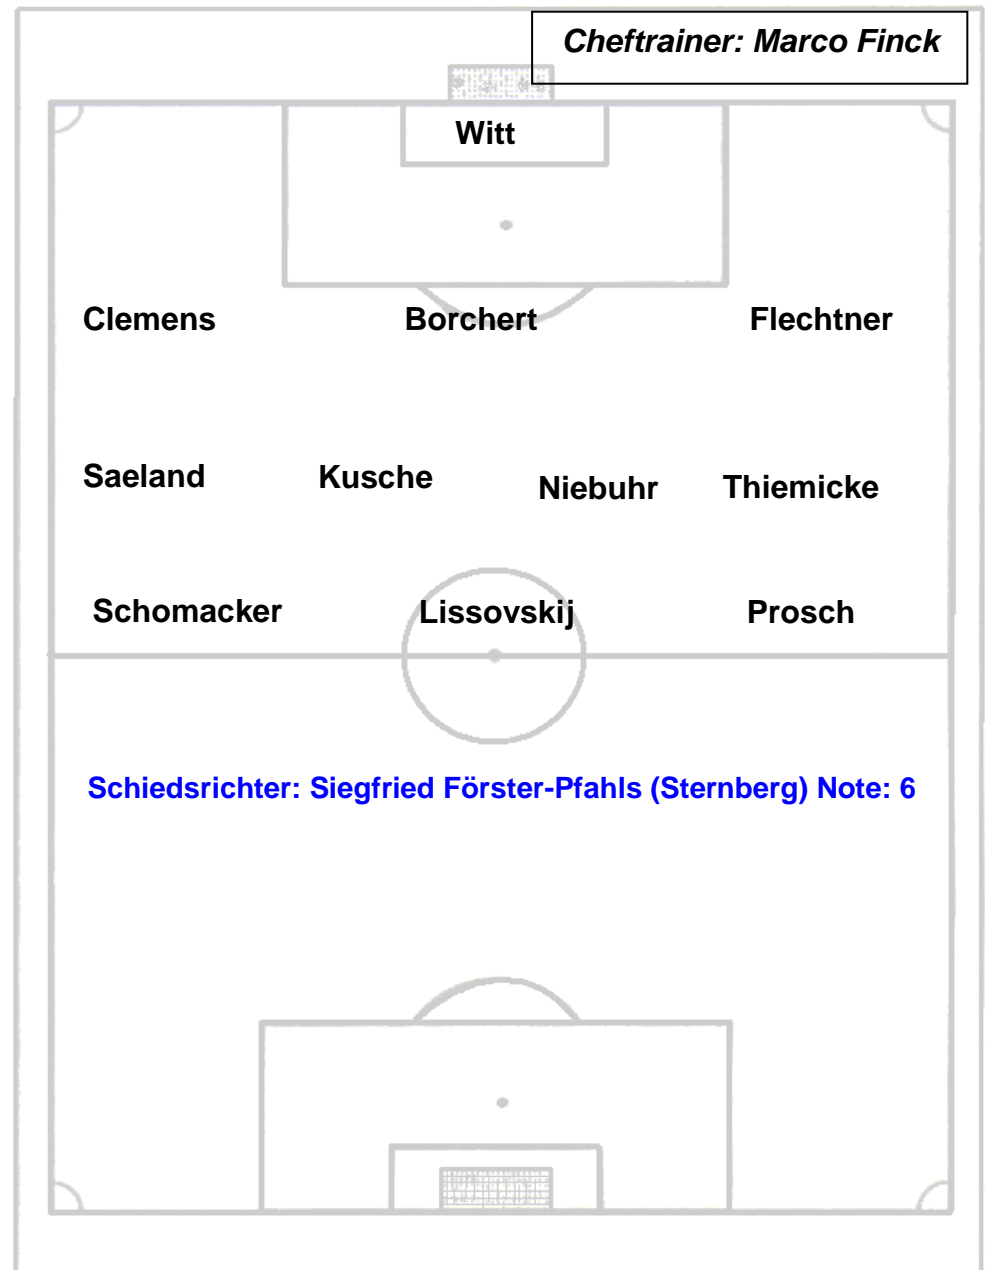 Cheftrainer: Marco Finck
Witt
Clemens Borchert Flechtner
Saeland Kusche Niebuhr Thiemicke
Schomacker Lissovskij Prosch
Schiedsrichter: Siegfried Förster-Pfahls (Sternberg) Note: 6